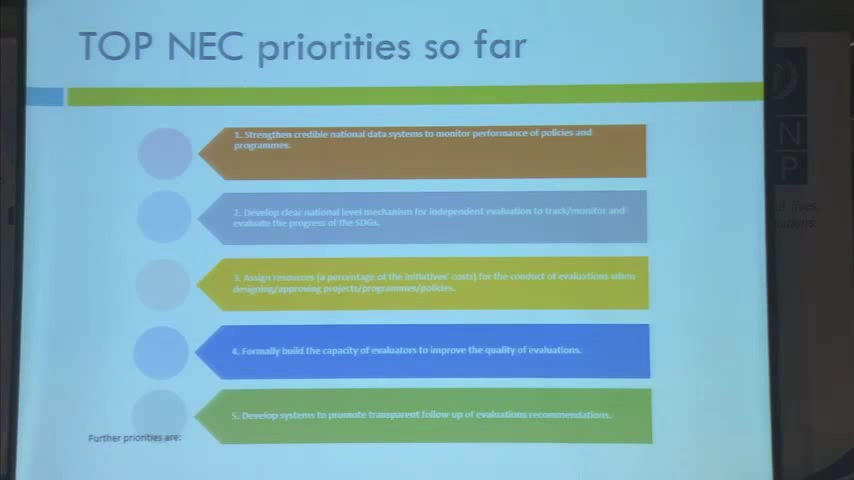 TOP NEC priorities so far
1. Strengthen credible national data systems to monitor performance of policies and
programmes.
2. Develop clear national level mechanism for independent evaluation to track/monitor and
evaluate the progress of the SDGs.
3. Assign resources (a percentage of the initiatives' costs) for the conduct of evaluations when
designing/approving projects/programmes/policies.
4. Formally build the capacity of evaluators to improve the quality of evaluations.
5. Develop systems to promote transparent follow up of evaluations recommendations.
Further priorities are:
N
P